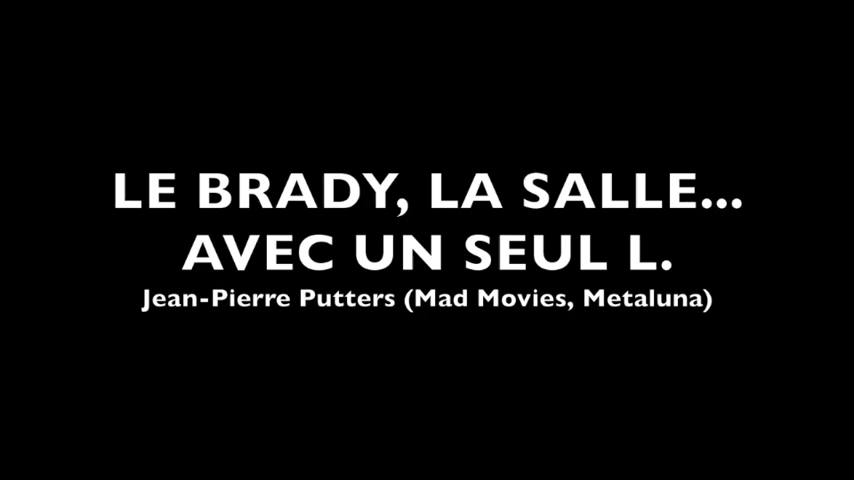 LE BRADY, LA SALLE...
AVEC UN SEUL L.
Jean-Pierre Putters (Mad Movies, Metaluna)